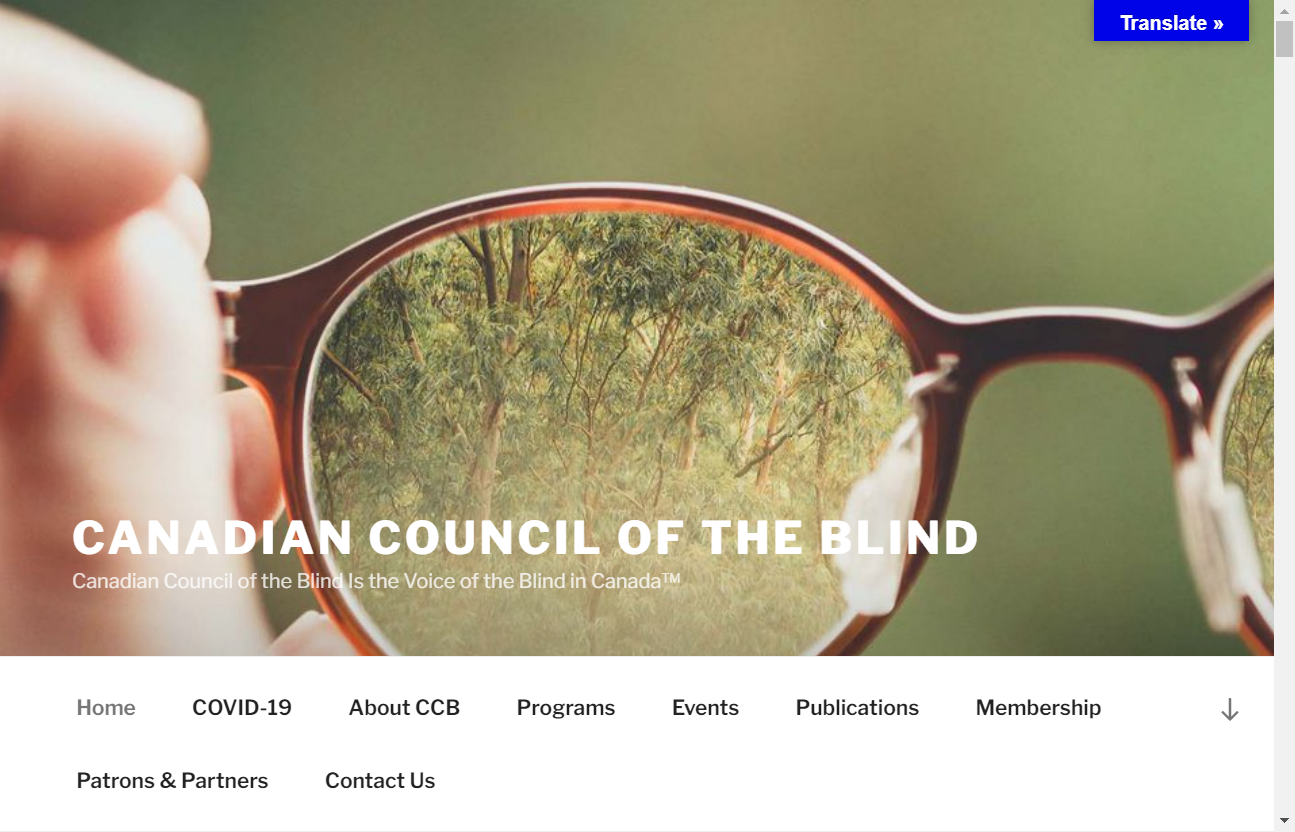 Translate »
CANADIAN COUNCIL OF THE BLIND
Canadian Council of the Blind Is the Voice of the Blind in Canada™
Home COVID-19 About CCB Programs Events Publications Membership
Patrons & Partners Contact Us